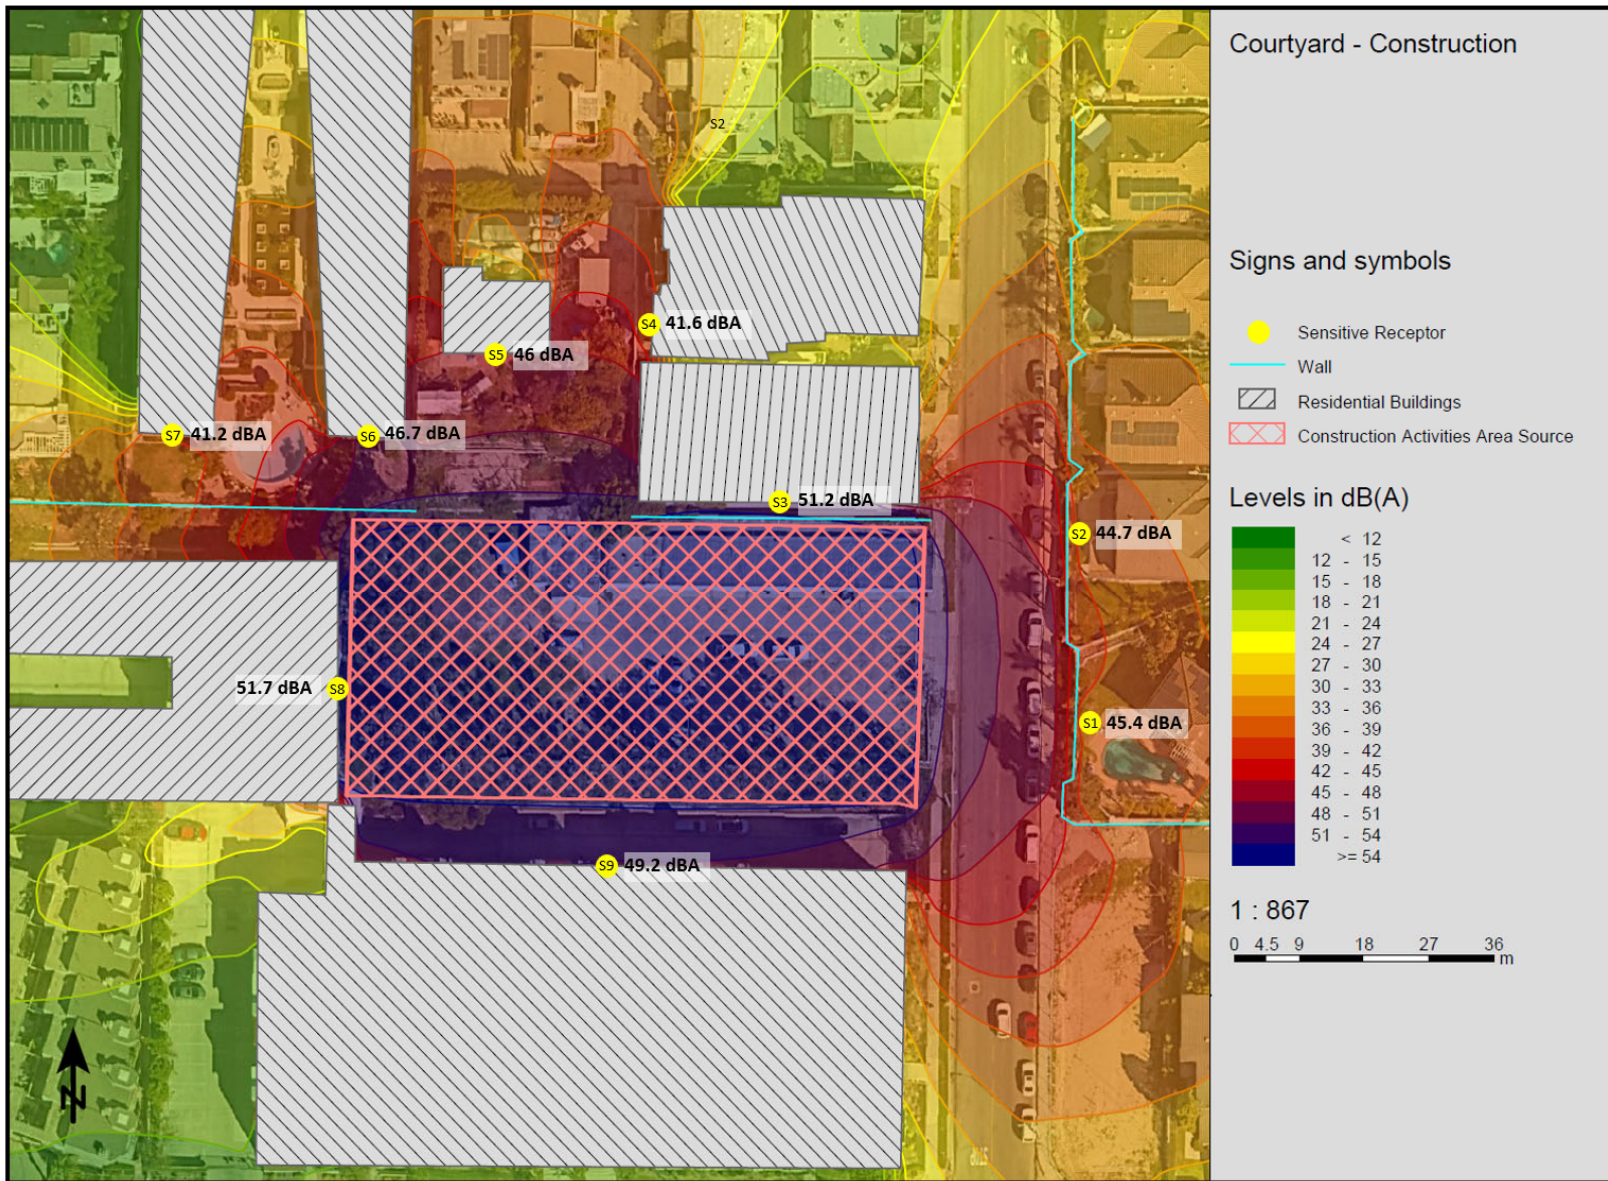 Courtyard - Construction
S2
Signs and symbols
S4 41.6 dBA
Sensitive Receptor
S5 46 dBA
Wall
Residential Buildings
S7 41.2 dBA
S6 46.7 dBA
Construction Activities Area Source
S3 51.2 dBA
Levels in dB(A)
S2 44.7 dBA
< 12
12 - 15
15 - 18
18 - 21
21 - 24
24 - 27
27 - 30
30 - 33
33 - 36
36 - 39
39 - 42
42 - 45
45 - 48
48 - 51
51 - 54
>= 54
51.7 dBA S8
S1 45.4 dBA
S9 49.2 dBA
1 : 867
0 4.5 9 18 27 36
m
N
STOP